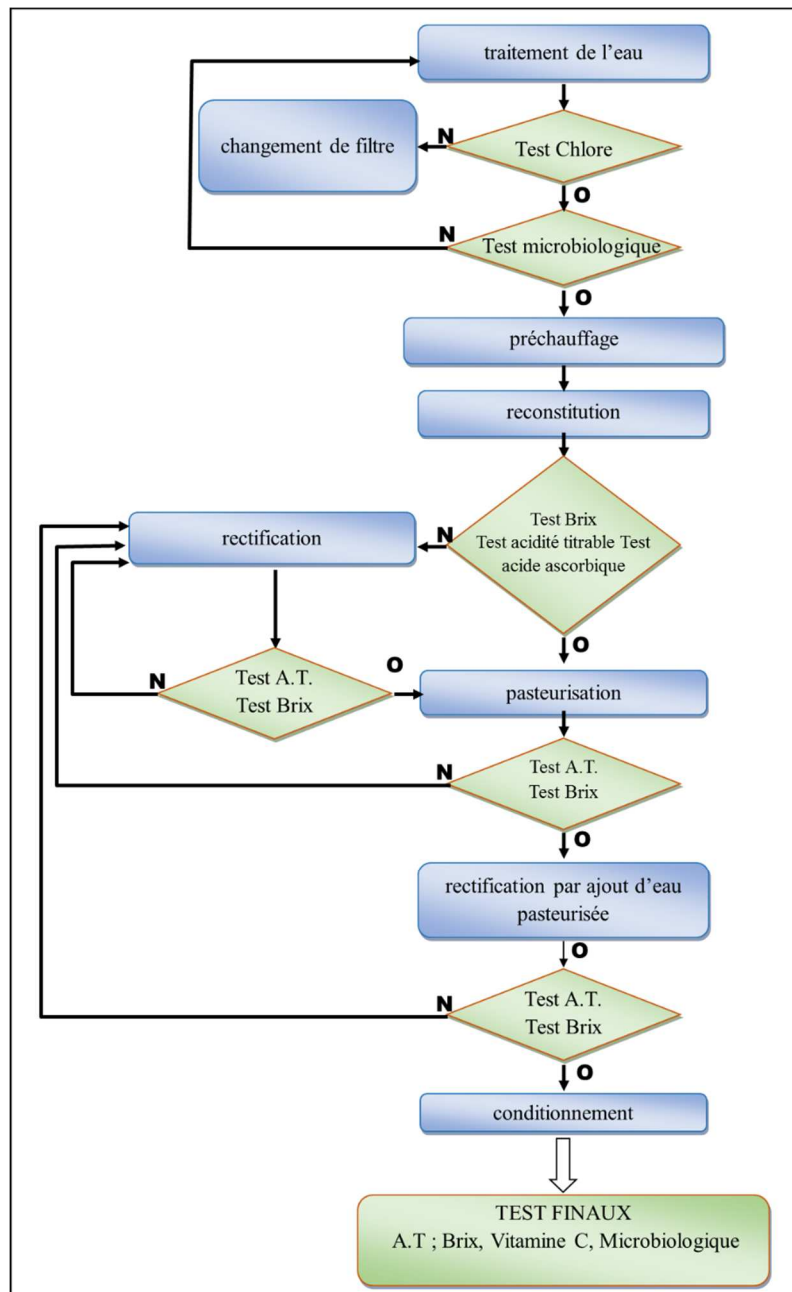 traitement de l’eau
changement de filtre
N
Test Chlore
O
N
Test microbiologique
O
préchauffage
reconstitution
Test Brix
Test acidité titrable Test
acide ascorbique
N
rectification
O
N
Test A.T.
Test Brix
O
pasteurisation
N
Test A.T.
Test Brix
O
rectification par ajout d’eau
pasteurisée
O
N
Test A.T.
Test Brix
O
conditionnement
TEST FINAUX
A.T ; Brix, Vitamine C, Microbiologique